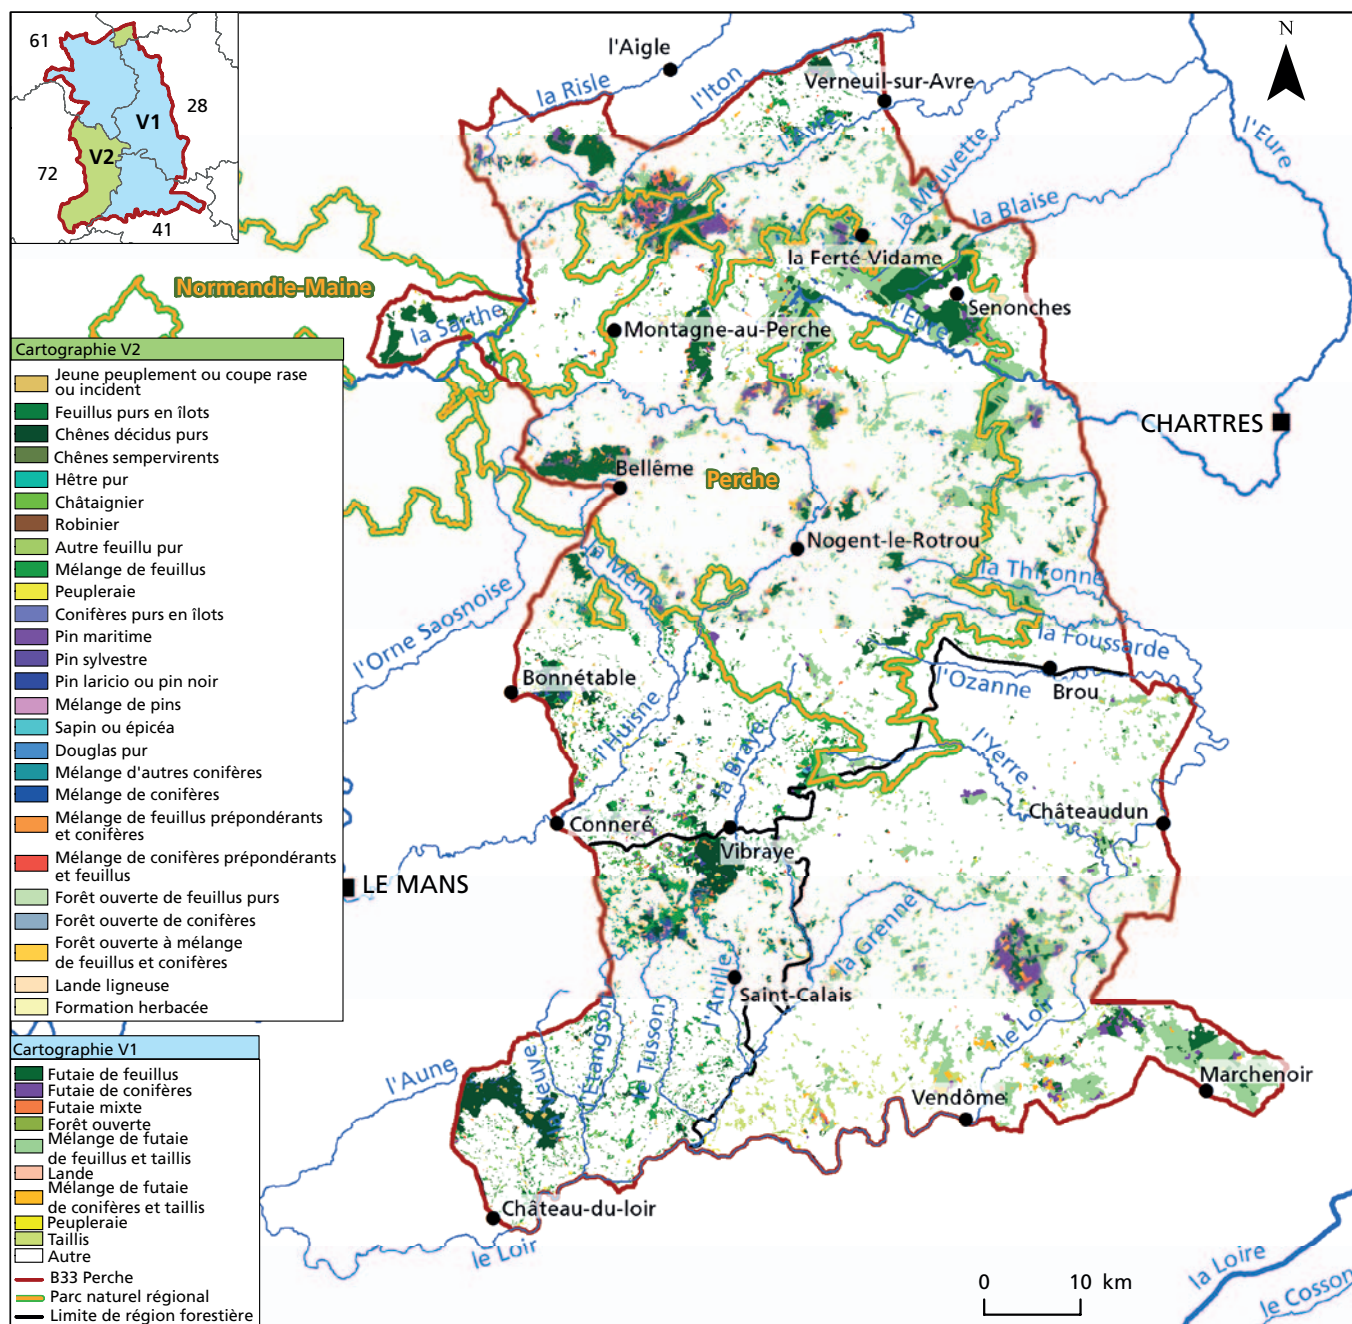 61
28
V1
V2
72
41
N
l'Aigle
la Risle
l'Iton
Verneuil-sur-Avre
l'Avre
l'Eure
la Meuvette
la Blaise
la Ferté-Vidame
Senonches
l'Eure
Normandie-Maine
la Sarthe
Montagne-au-Perche
CHARTRES
Bellême
Perche
Nogent-le-Rotrou
la Même
la Thironne
la Foussarde
l'Orne Saosnoise
l'Ozanne
Brou
Bonnétable
l'Huisne
la Braye
l'Yerre
Châteaudun
Conneré
Vibraye
LE MANS
la Grenne
l'Anille
Saint-Calais
le Loir
l'Etangsort
le Tusson
l'Aune
Marchenoir
Vendôme
Château-du-loir
le Loir
la Loire
le Cosson
0 10 km
Cartographie V2
Jeune peuplement ou coupe rase
ou incident
Feuillus purs en îlots
Chênes décidus purs
Chênes sempervirents
Hêtre pur
Châtaignier
Robinier
Autre feuillu pur
Mélange de feuillus
Peupleraie
Conifères purs en îlots
Pin maritime
Pin sylvestre
Pin laricio ou pin noir
Mélange de pins
Sapin ou épicéa
Douglas pur
Mélange d'autres conifères
Mélange de conifères
Mélange de feuillus prépondérants
et conifères
Mélange de conifères prépondérants
et feuillus
Forêt ouverte de feuillus purs
Forêt ouverte de conifères
Forêt ouverte à mélange
de feuillus et conifères
Lande ligneuse
Formation herbacée
Cartographie V1
Futaie de feuillus
Futaie de conifères
Futaie mixte
Forêt ouverte
Mélange de futaie
de feuillus et taillis
Lande
Mélange de futaie
de conifères et taillis
Peupleraie
Taillis
Autre
B33 Perche
Parc naturel régional
Limite de région forestière